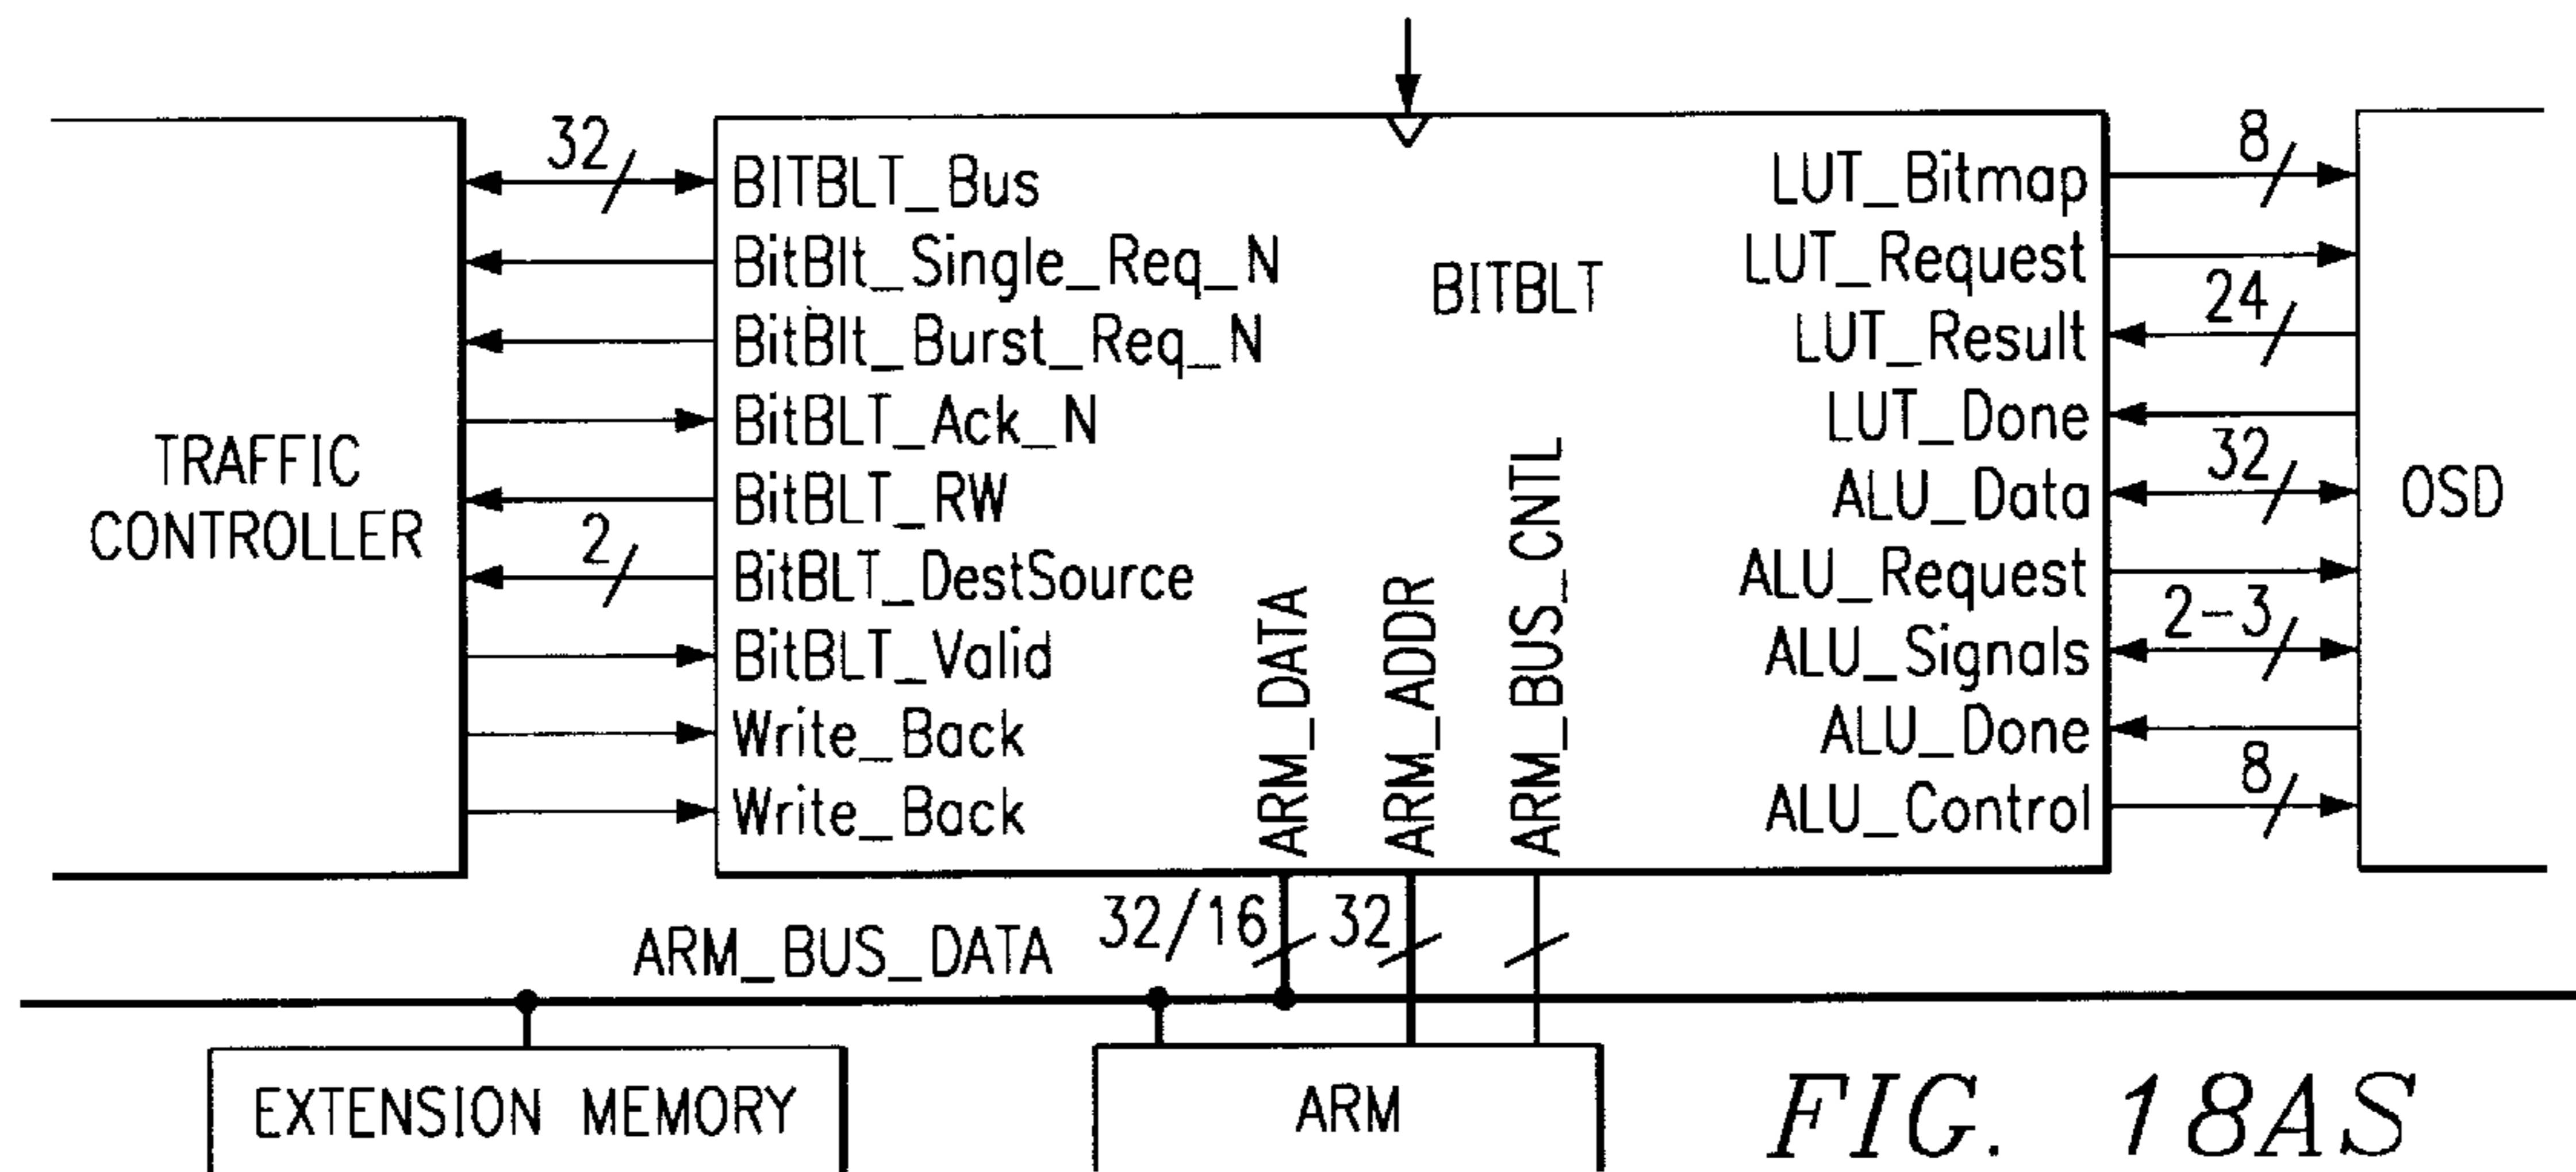 TRAFFIC
CONTROLLER
32
2
BITBLT_Bus
BitBlt_Single_Req_N
BitBlt_Burst_Req_N
BitBLT_Ack_N
BitBLT_RW
BitBLT_DestSource
BitBLT_Valid
Write_Back
Write_Back
BITBLT
ARM_DATA
ARM_ADDR
ARM_BUS_CNTL
LUT_Bitmap
LUT_Request
LUT_Result
LUT_Done
ALU_Data
ALU_Request
ALU_Signals
ALU_Done
ALU_Control
8
24
32
2-3
8
OSD
ARM_BUS_DATA
32/16
32
EXTENSION MEMORY
ARM
FIG. 18AS